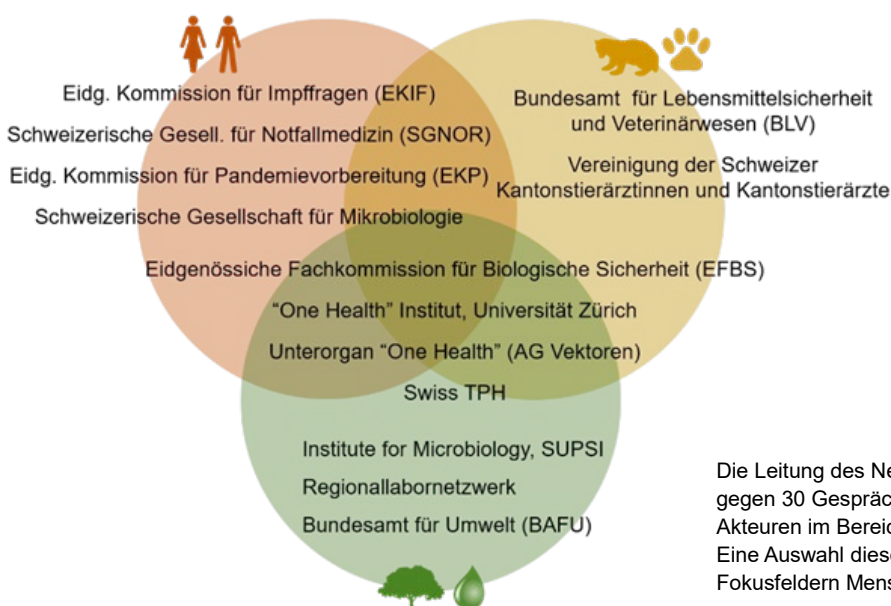 Eidg. Kommission für Impffragen (EKIF)
Schweizerische Gesell. für Notfallmedizin (SGNOR)
Eidg. Kommission für Pandemievorbereitung (EKP)
Schweizerische Gesellschaft für Mikrobiologie
Bundesamt für Lebensmittelsicherheit
und Veterinärwesen (BLV)
Vereinigung der Schweizer
Kantonstierärztinnen und Kantonstierärzte
Eidgenössiche Fachkommission für Biologische Sicherheit (EFBS)
"One Health" Institut, Universität Zürich
Unterorgan "One Health" (AG Vektoren)
Swiss TPH
Institute for Microbiology, SUPSI
Regionallabornetzwerk
Bundesamt für Umwelt (BAFU)
Die Leitung des
gegen 30
Akteuren im
Eine Auswahl
Fokusfeldern